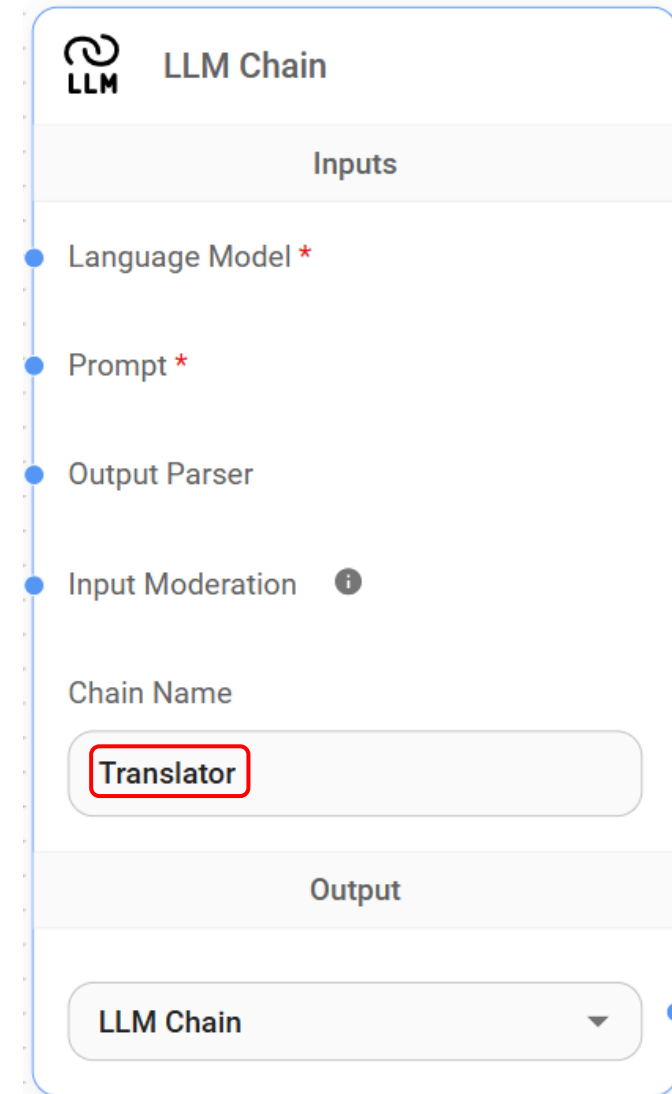 LLM
LLM Chain
Inputs
Language Model *
Prompt *
Output Parser
Input Moderation
Chain Name
Translator
Output
LLM Chain